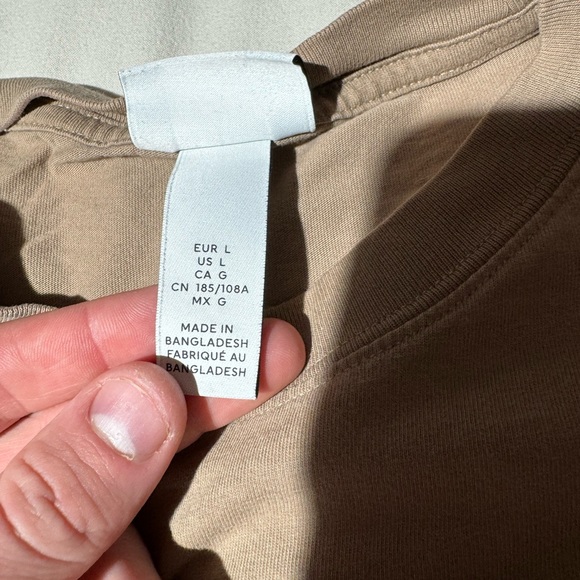 EUR L
US L
CA G
CN 185/108A
MX G
MADE IN
BANGLADESH
FABRIQUÉ AU
BANGLADESH